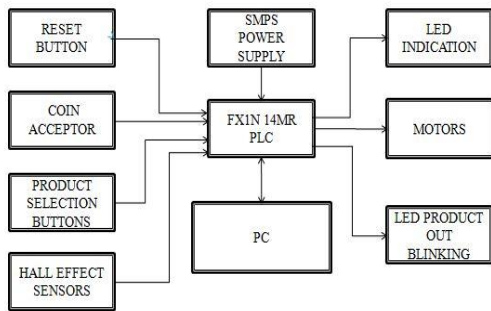 RESET
BUTTON
SMPS
POWER
SUPPLY
LED
INDICATION
COIN
ACCEPTOR
FX1N 14MR
PLC
MOTORS
PRODUCT
SELECTION
BUTTONS
PC
LED PRODUCT
OUT
BLINKING
HALL EFFECT
SENSORS